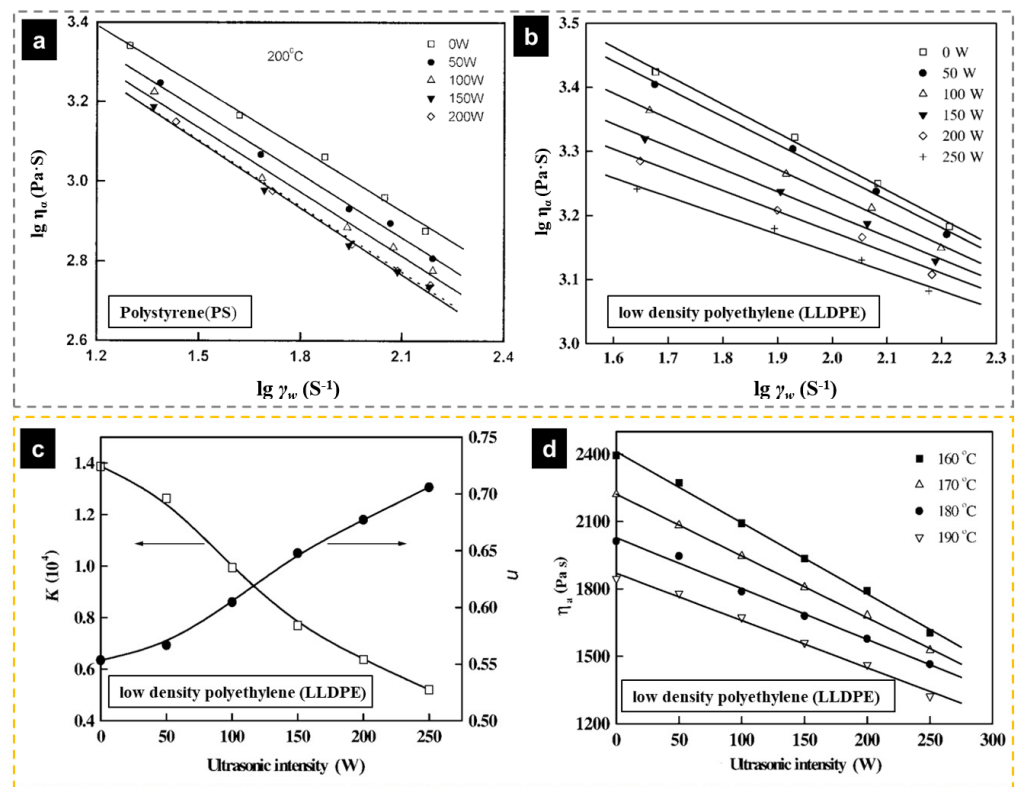 a
200°C
0W
50W
100W
150W
200W
Polystyrene(PS)
3.4
3.2
3.0
2.8
2.6
1.2
1.5
1.8
2.1
2.4
lg ηα (Pa·S)
lg γw (S-1)
b
0 W
50 W
100 W
150 W
200 W
250 W
low density polyethylene (LLDPE)
3.5
3.4
3.3
3.2
3.1
3.0
1.6
1.7
1.8
1.9
2.0
2.1
2.2
2.3
lg ηα (Pa·S)
lg γw (S-1)
c
1.4
1.2
1.0
0.8
0.6
0.4
K (10⁴)
0.75
0.70
0.65
0.60
0.55
0.50
n
low density polyethylene (LLDPE)
0
50
100
150
200
250
Ultrasonic intensity (W)
d
160 °C
170 °C
180 °C
190 °C
2400
2100
1800
1500
1200
ηa (Pa s)
low density polyethylene (LLDPE)
0
50
100
150
200
250
300
Ultrasonic intensity (W)